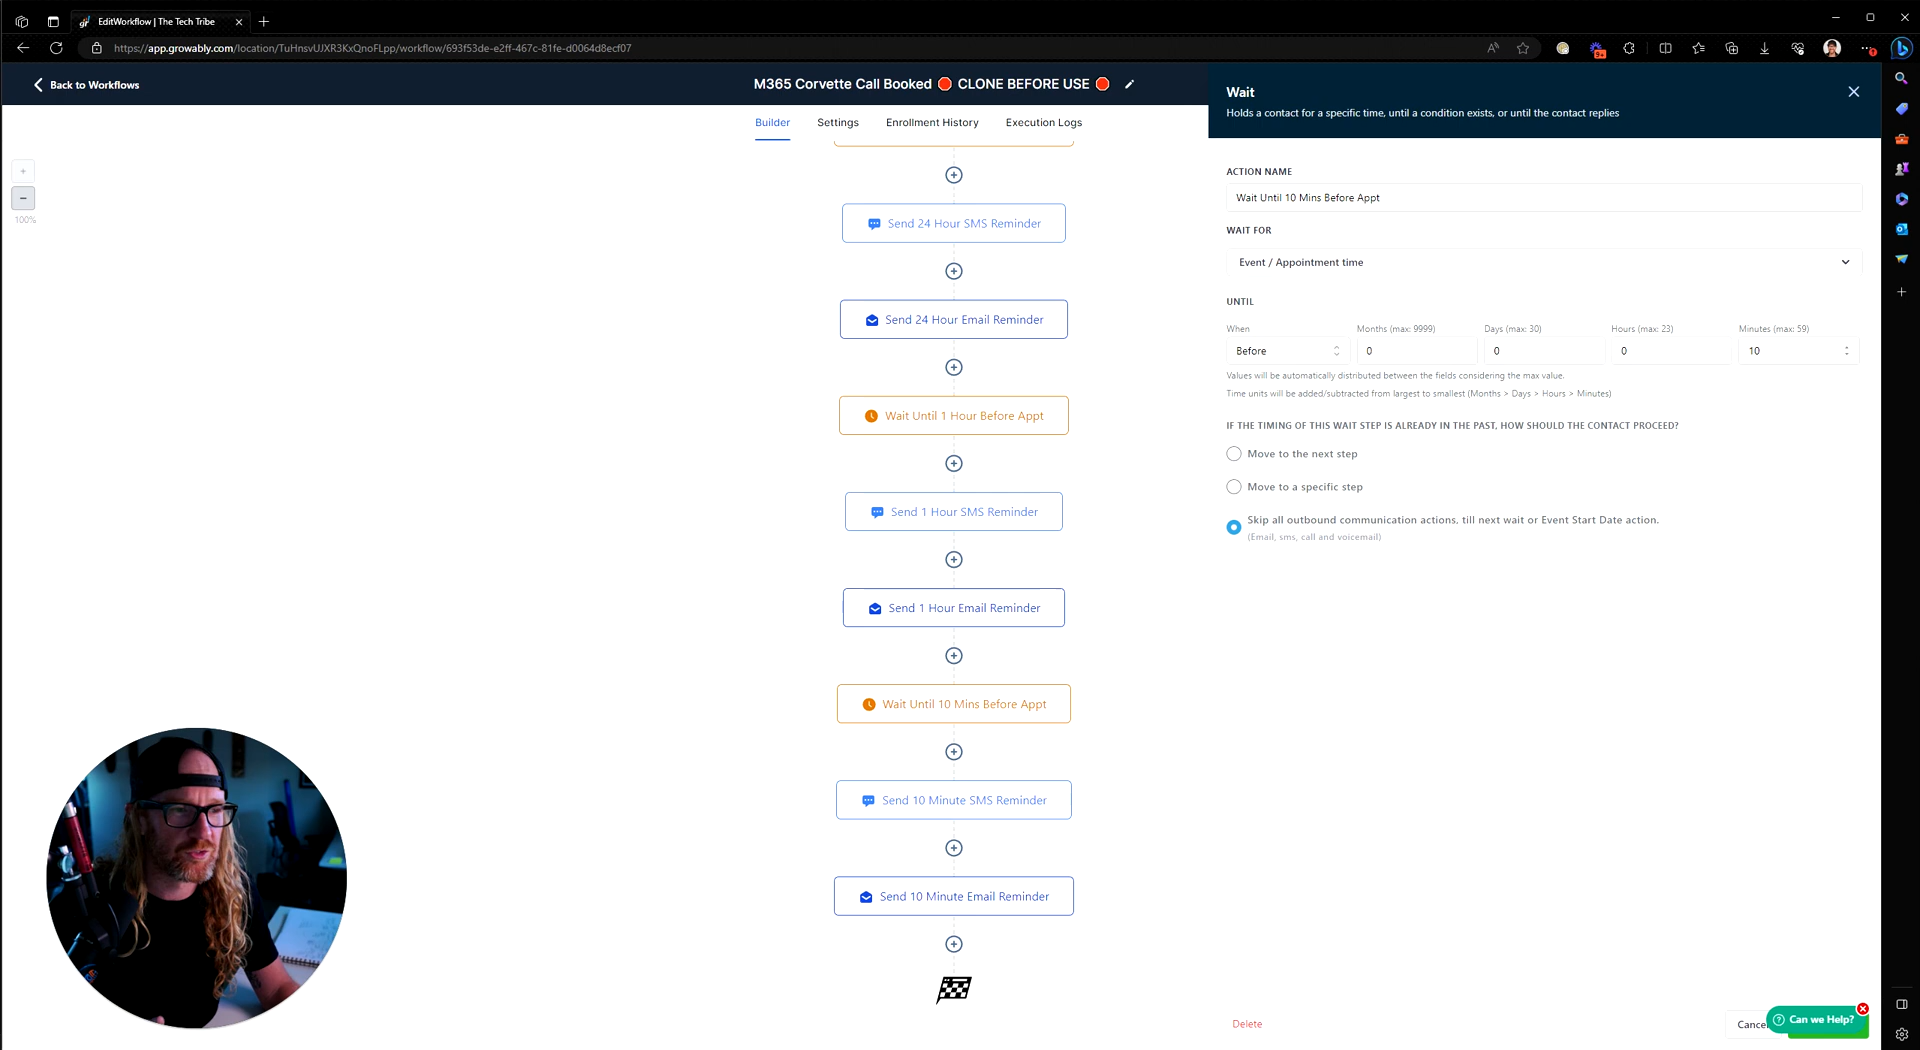 EditWorkflow | The Tech Tribe
https://app.growably.com/location/TuHnsvUJXR3KxQnoFLpp/workflow/693f53de-e2ff-467c-81fe-d0064d8ecf07
Back to Workflows
M365 Corvette Call Booked 🛑 CLONE BEFORE USE 🛑
Builder
Settings
Enrollment History
Execution Logs
100%
Send 24 Hour SMS Reminder
Send 24 Hour Email Reminder
Wait Until 1 Hour Before Appt
Send 1 Hour SMS Reminder
Send 1 Hour Email Reminder
Wait Until 10 Mins Before Appt
Send 10 Minute SMS Reminder
Send 10 Minute Email Reminder
Wait
Holds a contact for a specific time, until a condition exists, or until the contact replies
ACTION NAME
Wait Until 10 Mins Before Appt
WAIT FOR
Event / Appointment time
UNTIL
When Months (max: 9999) Days (max: 30) Hours (max: 23) Minutes (max: 59)
Before 0 0 0 10
Values will be automatically distributed between the fields considering the max value.
Time units will be added/subtracted from largest to smallest (Months > Days > Hours > Minutes)
IF THE TIMING OF THIS WAIT STEP IS ALREADY IN THE PAST, HOW SHOULD THE CONTACT PROCEED?
Move to the next step
Move to a specific step
Skip all outbound communication actions, till next wait or Event Start Date action.
(Email, sms, call and voicemail)
Delete
Cance
Can we Help?